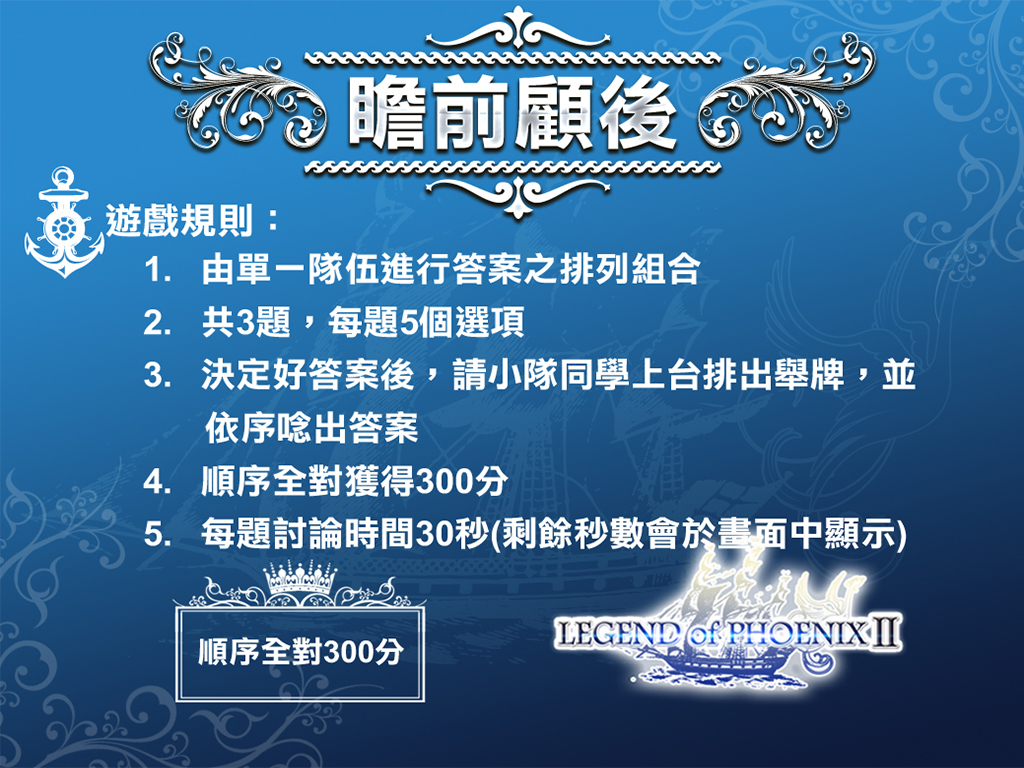 瞻前顧後
遊戲規則：
1. 由單一隊伍進行答案之排列組合
2. 共3題，每題5個選項
3. 決定好答案後，請小隊同學上台排出舉牌，並
依序唸出答案
4. 順序全對獲得300分
5. 每題討論時間30秒(剩餘秒數會於畫面中顯示)
順序全對300分
LEGEND of PHOENIX II